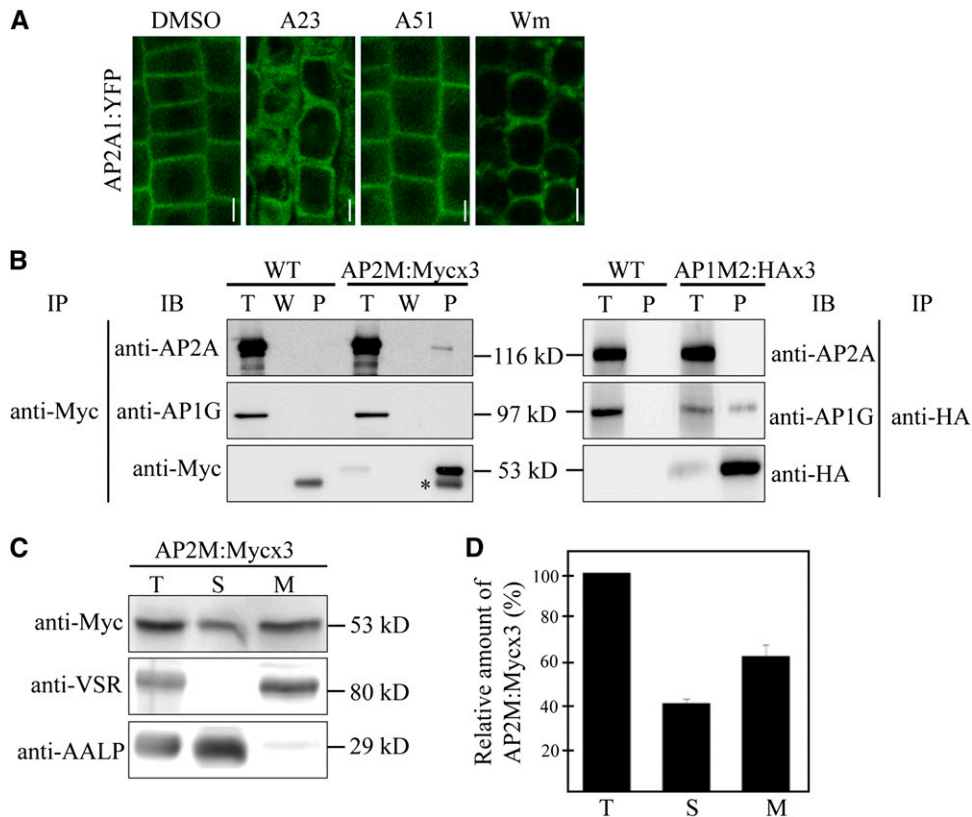 A
DMSO A23 A51 Wm
AP2A1:YFP
B
WT AP2M:Mycx3 WT AP1M2:HAx3
IP IB T W P T W P T P T P IB IP
anti-AP2A 116 kD anti-AP2A
anti-Myc anti-AP1G 97 kD anti-AP1G anti-HA
anti-Myc * 53 kD anti-HA
C
AP2M:Mycx3
T S M
anti-Myc 53 kD
anti-VSR 80 kD
anti-AALP 29 kD
D
Relative amount of
AP2M:Mycx3 (%)
100
80
60
40
20
T S M